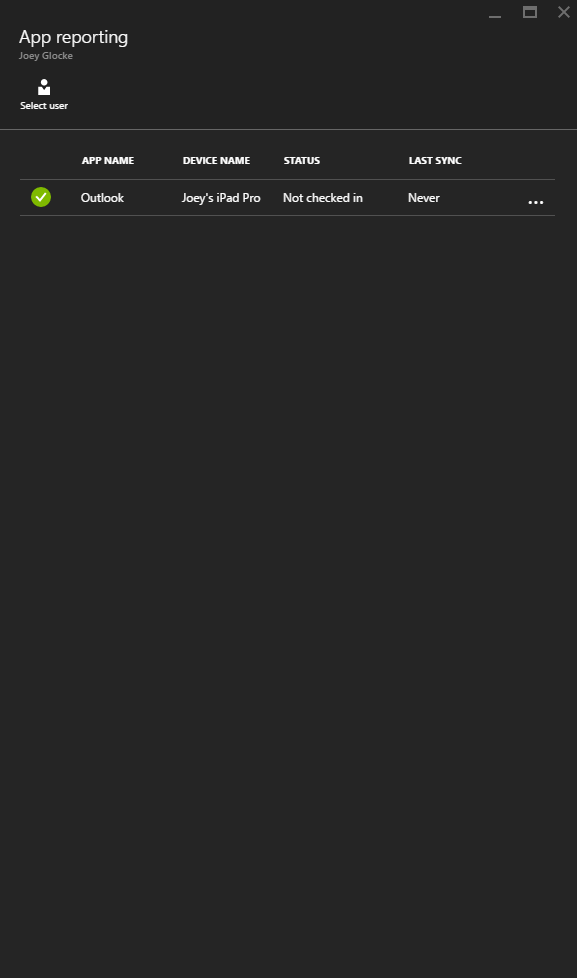 App reporting
Joey Glocke
Select user
APP NAME DEVICE NAME STATUS LAST SYNC
Outlook Joey's iPad Pro Not checked in Never ...